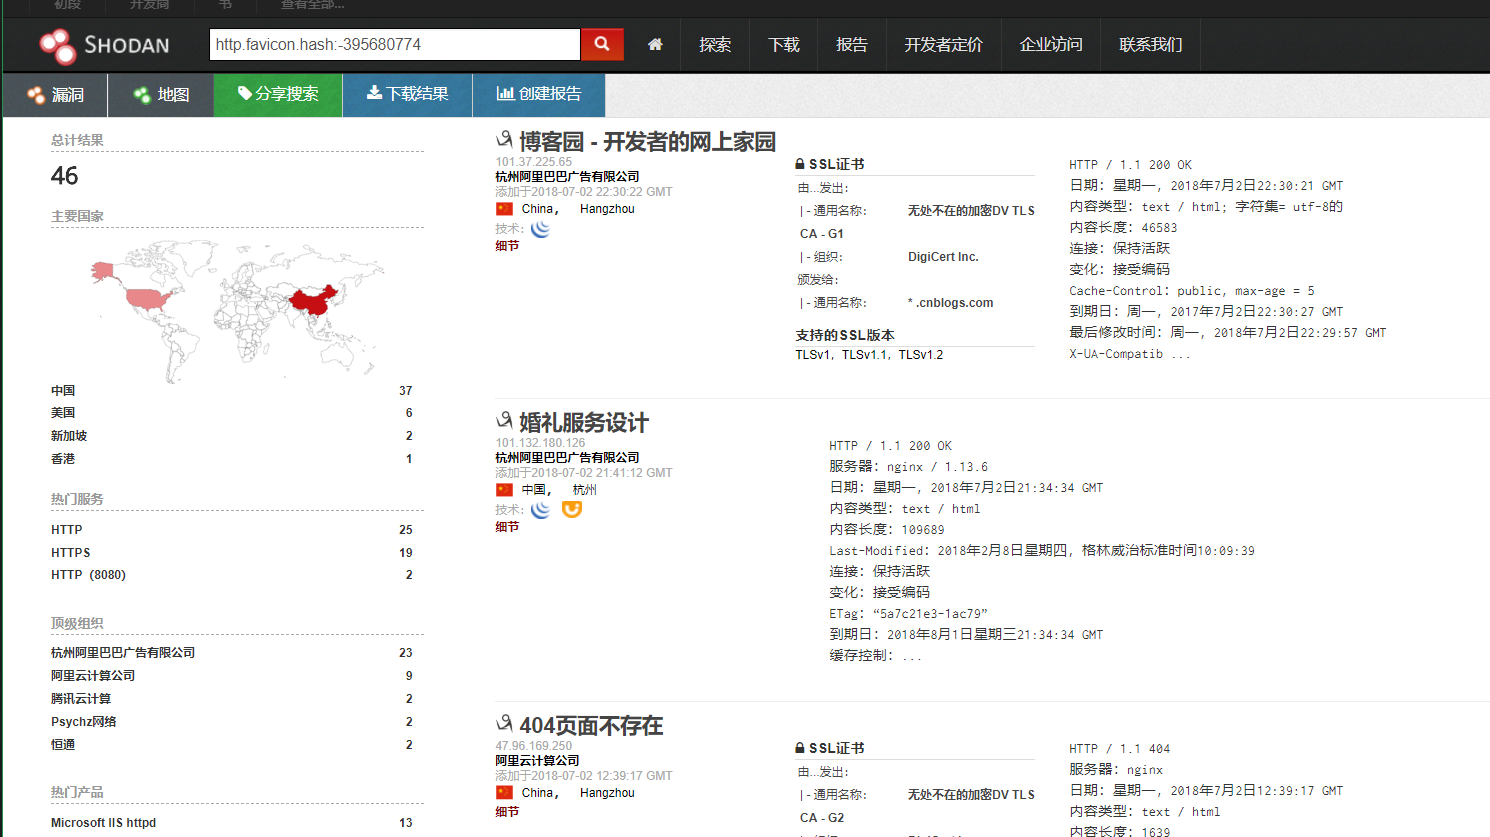 初段 开发商 书 查看全部...
SHODAN http.favicon.hash:-395680774 探索 下载 报告 开发者定价 企业访问 联系我们
漏洞 地图 分享搜索 下载结果 创建报告
总计结果
46
主要国家
中国 37
美国 6
新加坡 2
香港 1
热门服务
HTTP 25
HTTPS 19
HTTP（8080） 2
顶级组织
杭州阿里巴巴广告有限公司 23
阿里云计算公司 9
腾讯云计算 2
Psychz网络 2
恒通 2
热门产品
Microsoft IIS httpd 13
博客园 - 开发者的网上家园
101.37.225.65
杭州阿里巴巴广告有限公司
添加于2018-07-02 22:30:22 GMT
China， Hangzhou
技术：
细节
SSL证书
由...发出：
|- 通用名称： 无处不在的加密DV TLS
CA - G1
|- 组织： DigiCert Inc.
颁发给：
|- 通用名称： * .cnblogs.com
支持的SSL版本
TLSv1，TLSv1.1，TLSv1.2
HTTP / 1.1 200 OK
日期：星期一，2018年7月2日22:30:21 GMT
内容类型：text / html; 字符集= utf-8的
内容长度：46583
连接：保持活跃
变化：接受编码
Cache-Control：public，max-age = 5
到期日：周一，2017年7月2日22:30:27 GMT
最后修改时间：周一，2018年7月2日22:29:57 GMT
X-UA-Compatib ...
婚礼服务设计
101.132.180.126
杭州阿里巴巴广告有限公司
添加于2018-07-02 21:41:12 GMT
中国， 杭州
技术：
细节
HTTP / 1.1 200 OK
服务器：nginx / 1.13.6
日期：星期一，2018年7月2日21:34:34 GMT
内容类型：text / html
内容长度：109689
Last-Modified：2018年2月8日星期四，格林威治标准时间10:09:39
连接：保持活跃
变化：接受编码
ETag：“5a7c21e3-1ac79”
到期日：2018年8月1日星期三21:34:34 GMT
缓存控制：...
404页面不存在
47.96.169.250
阿里云计算公司
添加于2018-07-02 12:39:17 GMT
China， Hangzhou
细节
SSL证书
由...发出：
|- 通用名称： 无处不在的加密DV TLS
CA - G2
HTTP / 1.1 404
服务器：nginx
日期：星期一，2018年7月2日12:39:17 GMT
内容类型：text / html
内容长度：1639